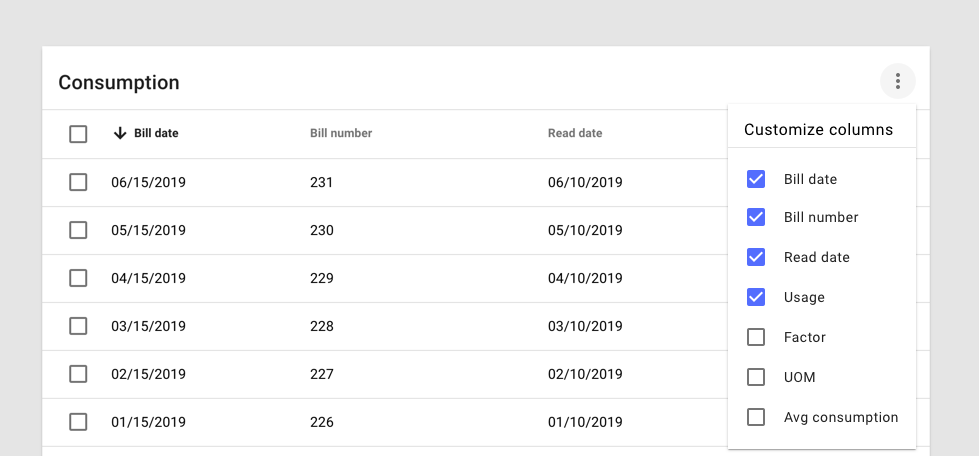 Consumption
Bill date Bill number Read date
06/15/2019 231 06/10/2019
05/15/2019 230 05/10/2019
04/15/2019 229 04/10/2019
03/15/2019 228 03/10/2019
02/15/2019 227 02/10/2019
01/15/2019 226 01/10/2019
Customize columns
Bill date
Bill number
Read date
Usage
Factor
UOM
Avg consumption